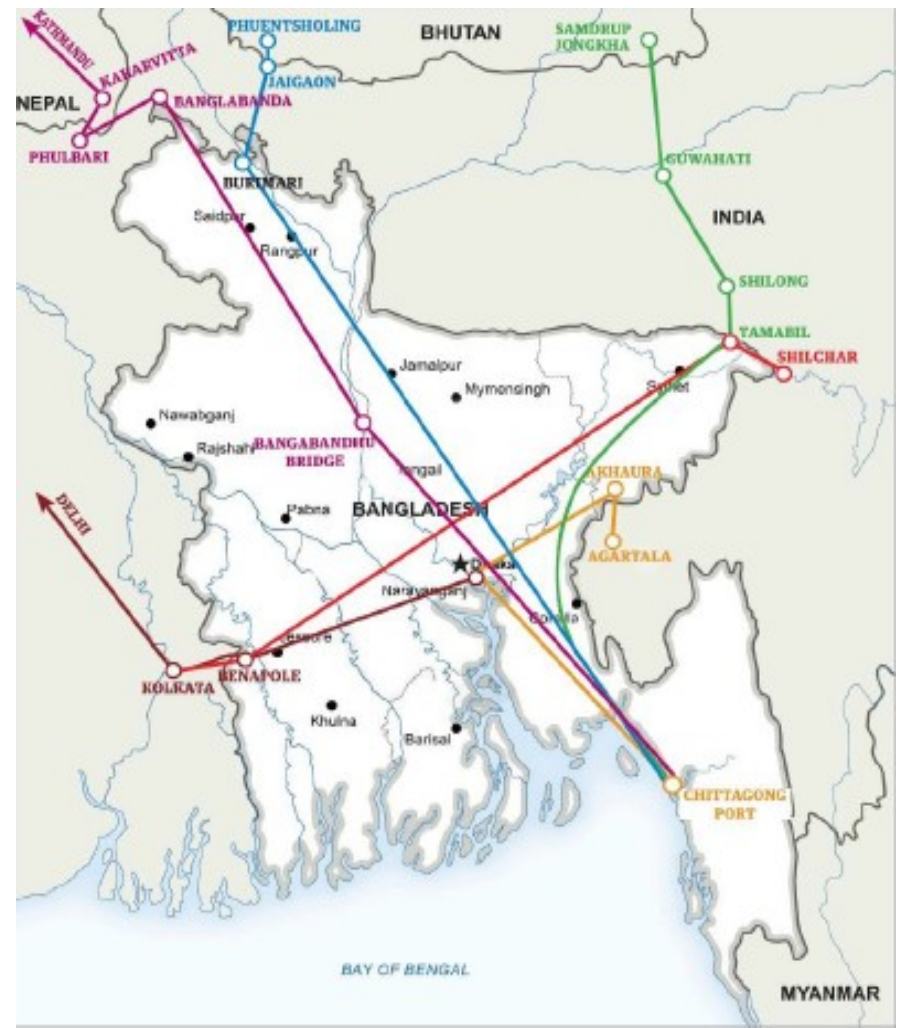 KATHMANDU
PHUENTSHOLING
BHUTAN
SAMDRUP
JONGKHA
KAKARVITTA
JAIGAON
NEPAL
BANGLABANDA
PHULBARI
GUWAHATI
BURIMARI
Saidpur
Rangpur
INDIA
SHILONG
TAMABIL
SHILCHAR
Jamalpur
Sylhet
Mymensingh
Nawabganj
Rajshahi
BANGABANDHU
BRIDGE
AKHAURA
DELHI
Pabna
BANGLADESH
AGARTALA
Dhaka
Narayanganj
Comilla
BENAPOLE
KOLKATA
Khulna
Barisal
CHITTAGONG
PORT
BAY OF BENGAL
MYANMAR